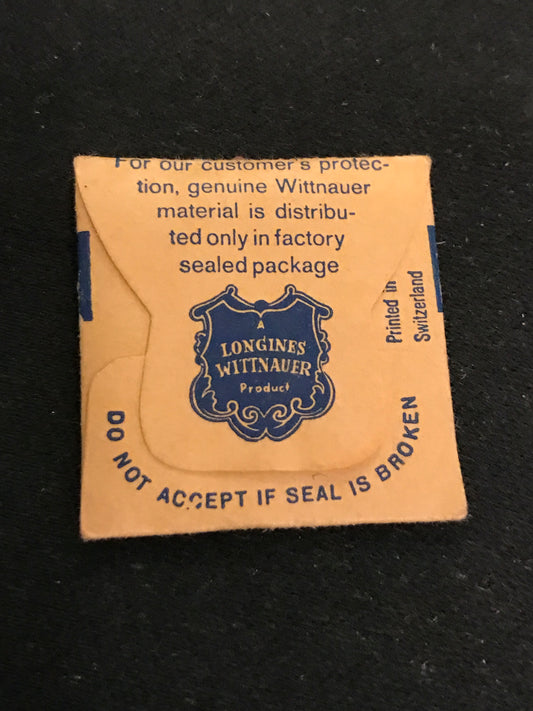 For our customer's protec-
tion, genuine Wittnauer
material is distribu-
ted only in factory
sealed package
A
LONGINES
WITTNAUER
Product
Printed in
Switzerland
DO NOT ACCEPT IF SEAL IS BROKEN